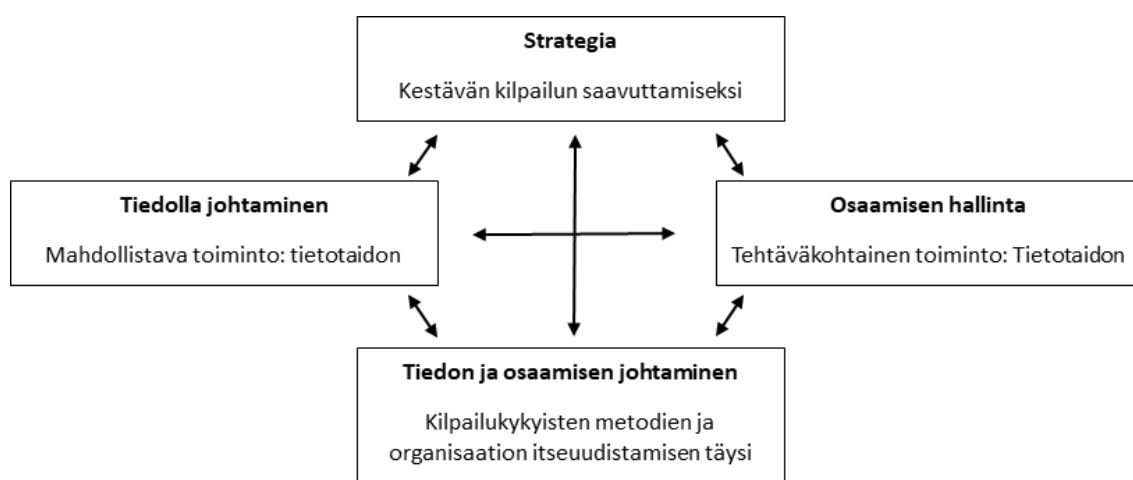 Strategia
Kestävän kilpailun saavuttamiseksi
Tiedolla johtaminen
Mahdollistava toiminto: tietotaidon
Osaamisen hallinta
Tehtäväkohtainen toiminto: Tietotaidon
Tiedon ja osaamisen johtaminen
Kilpailukykyisten metodien ja
organisaation itseuudistamisen täysi